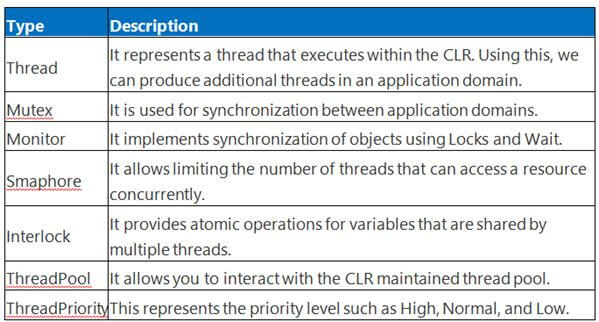 Type Description
Thread It represents a thread that executes within the CLR. Using this, we
can produce additional threads in an application domain.
Mutex It is used for synchronization between application domains.
Monitor It implements synchronization of objects using Locks and Wait.
Smaphore It allows limiting the number of threads that can access a resource
concurrently.
Interlock It provides atomic operations for variables that are shared by
multiple threads.
ThreadPool It allows you to interact with the CLR maintained thread pool.
ThreadPriority This represents the priority level such as High, Normal, and Low.